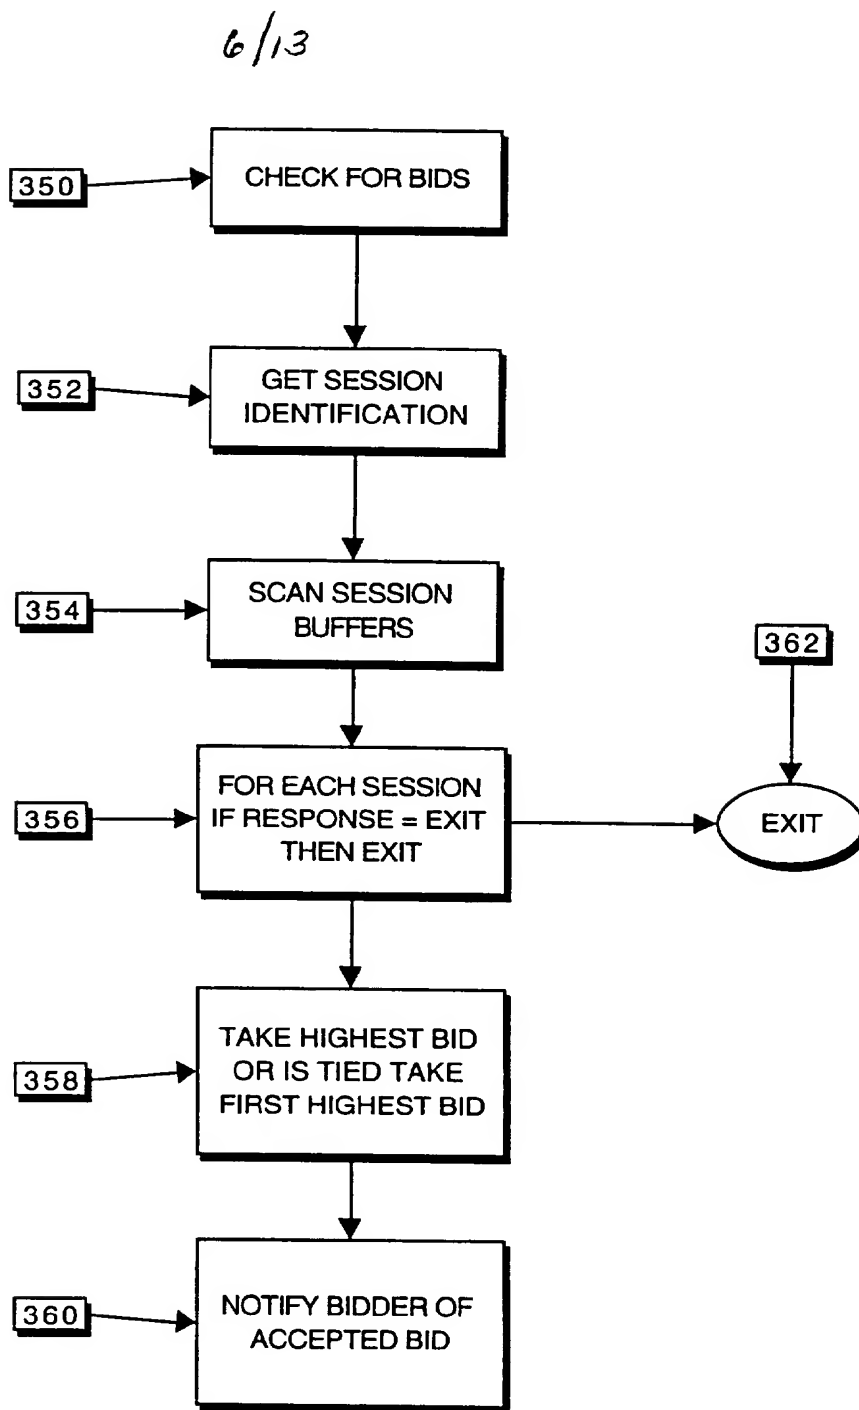 6/13
350
CHECK FOR BIDS
352
GET SESSION
IDENTIFICATION
354
SCAN SESSION
BUFFERS
362
356
FOR EACH SESSION
IF RESPONSE = EXIT
THEN EXIT
EXIT
358
TAKE HIGHEST BID
OR IS TIED TAKE
FIRST HIGHEST BID
360
NOTIFY BIDDER OF
ACCEPTED BID